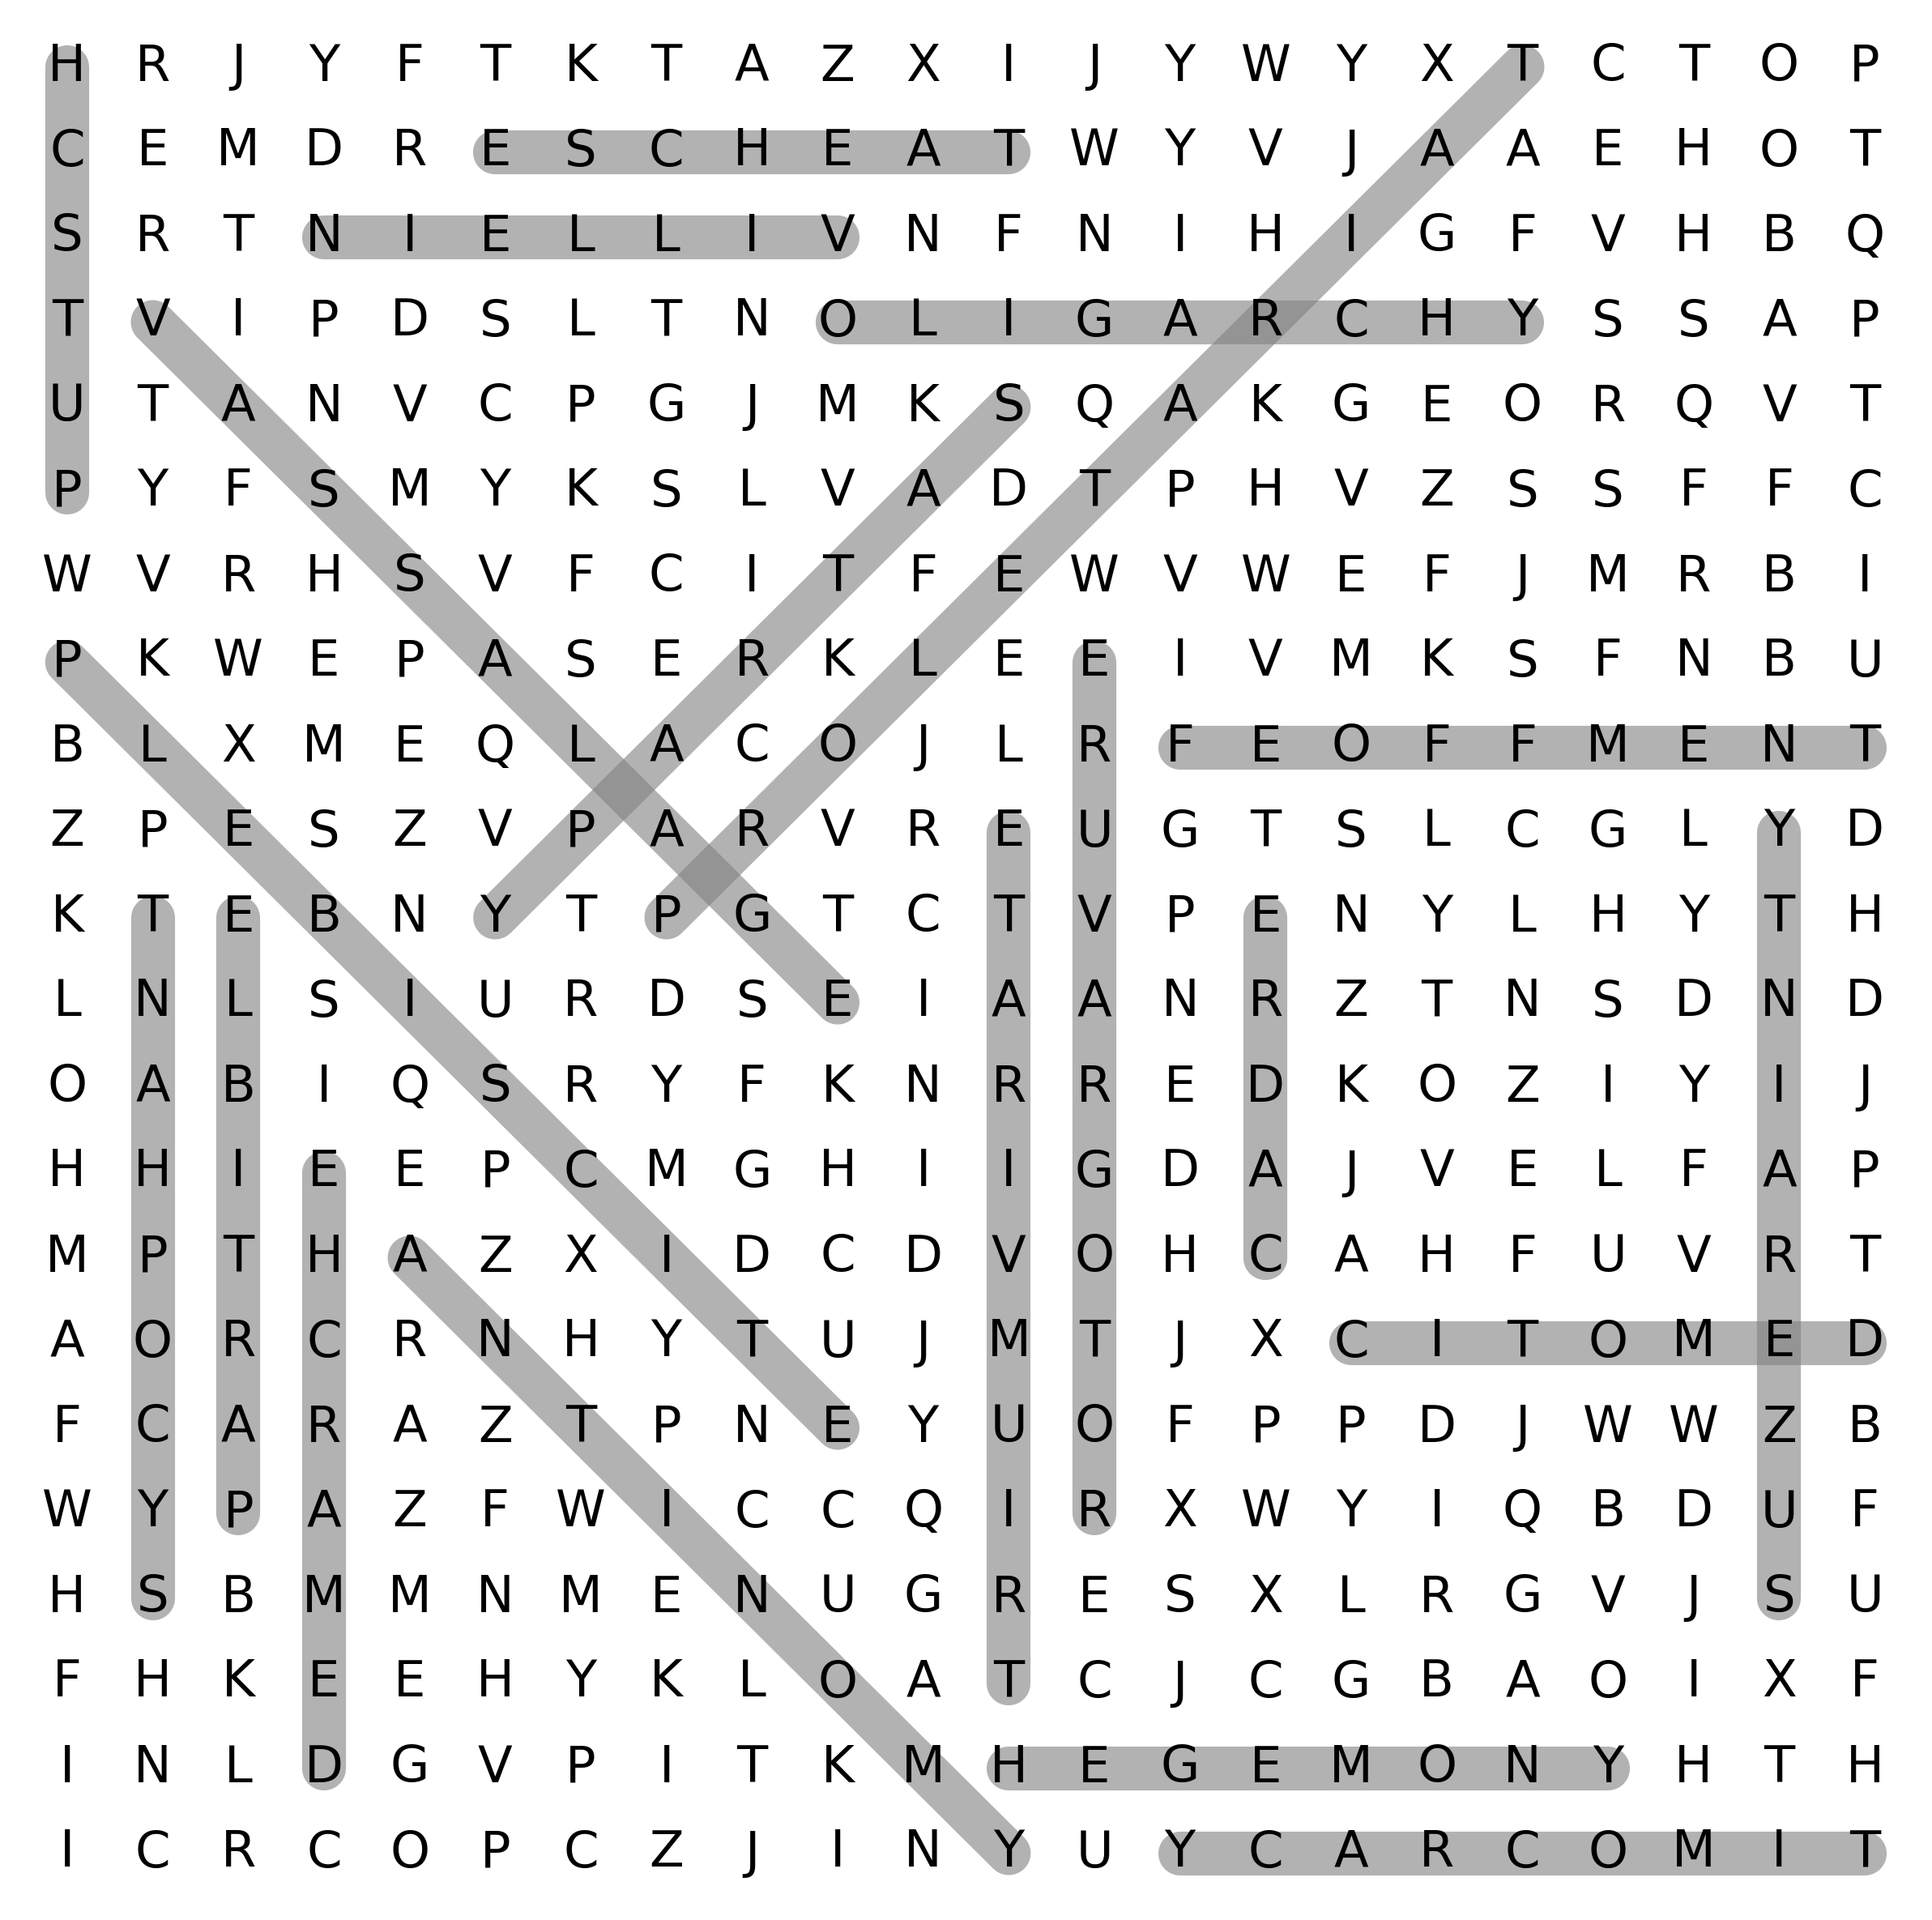 H R J Y F T K T A Z X I J Y W Y X T C T O P
C E M D R E S C H E A T W Y V J A A E H O T
S R T N I E L L I V N F N I H I G F V H B Q
T V I P D S L T N O L I G A R C H Y S S A P
U T A N V C P G J M K S Q A K G E O R Q V T
P Y F S M Y K S L V A D T P H V Z S S F F C
W V R H S V F C I T F E W V W E F J M R B I
P K W E P A S E R K L E E I V M K S F N B U
B L X M E Q L A C O J L R F E O F F M E N T
Z P E S Z V P A R V R E U G T S L C G L Y D
K T E B N Y T P G T C T V P E N Y L H Y T H
L N L S I U R D S E I A A N R Z T N S D N D
O A B I Q S R Y F K N R R E D K O Z I Y I J
H H I E E P C M G H I I G D A J V E L F A P
M P T H A Z X I D C D V O H C A H F U V R T
A O R C R N H Y T U J M T J X C I T O M E D
F C A R A Z T P N E Y U O F P P D J W W Z B
W Y P A Z F W I C C Q I R X W Y I Q B D U F
H S B M M N M E N U G R E S X L R G V J S U
F H K E E H Y K L O A T C J C G B A O I X F
I N L D G V P I T K M H E G E M O N Y H T H
I C R C O P C Z J I N Y U Y C A R C O M I T